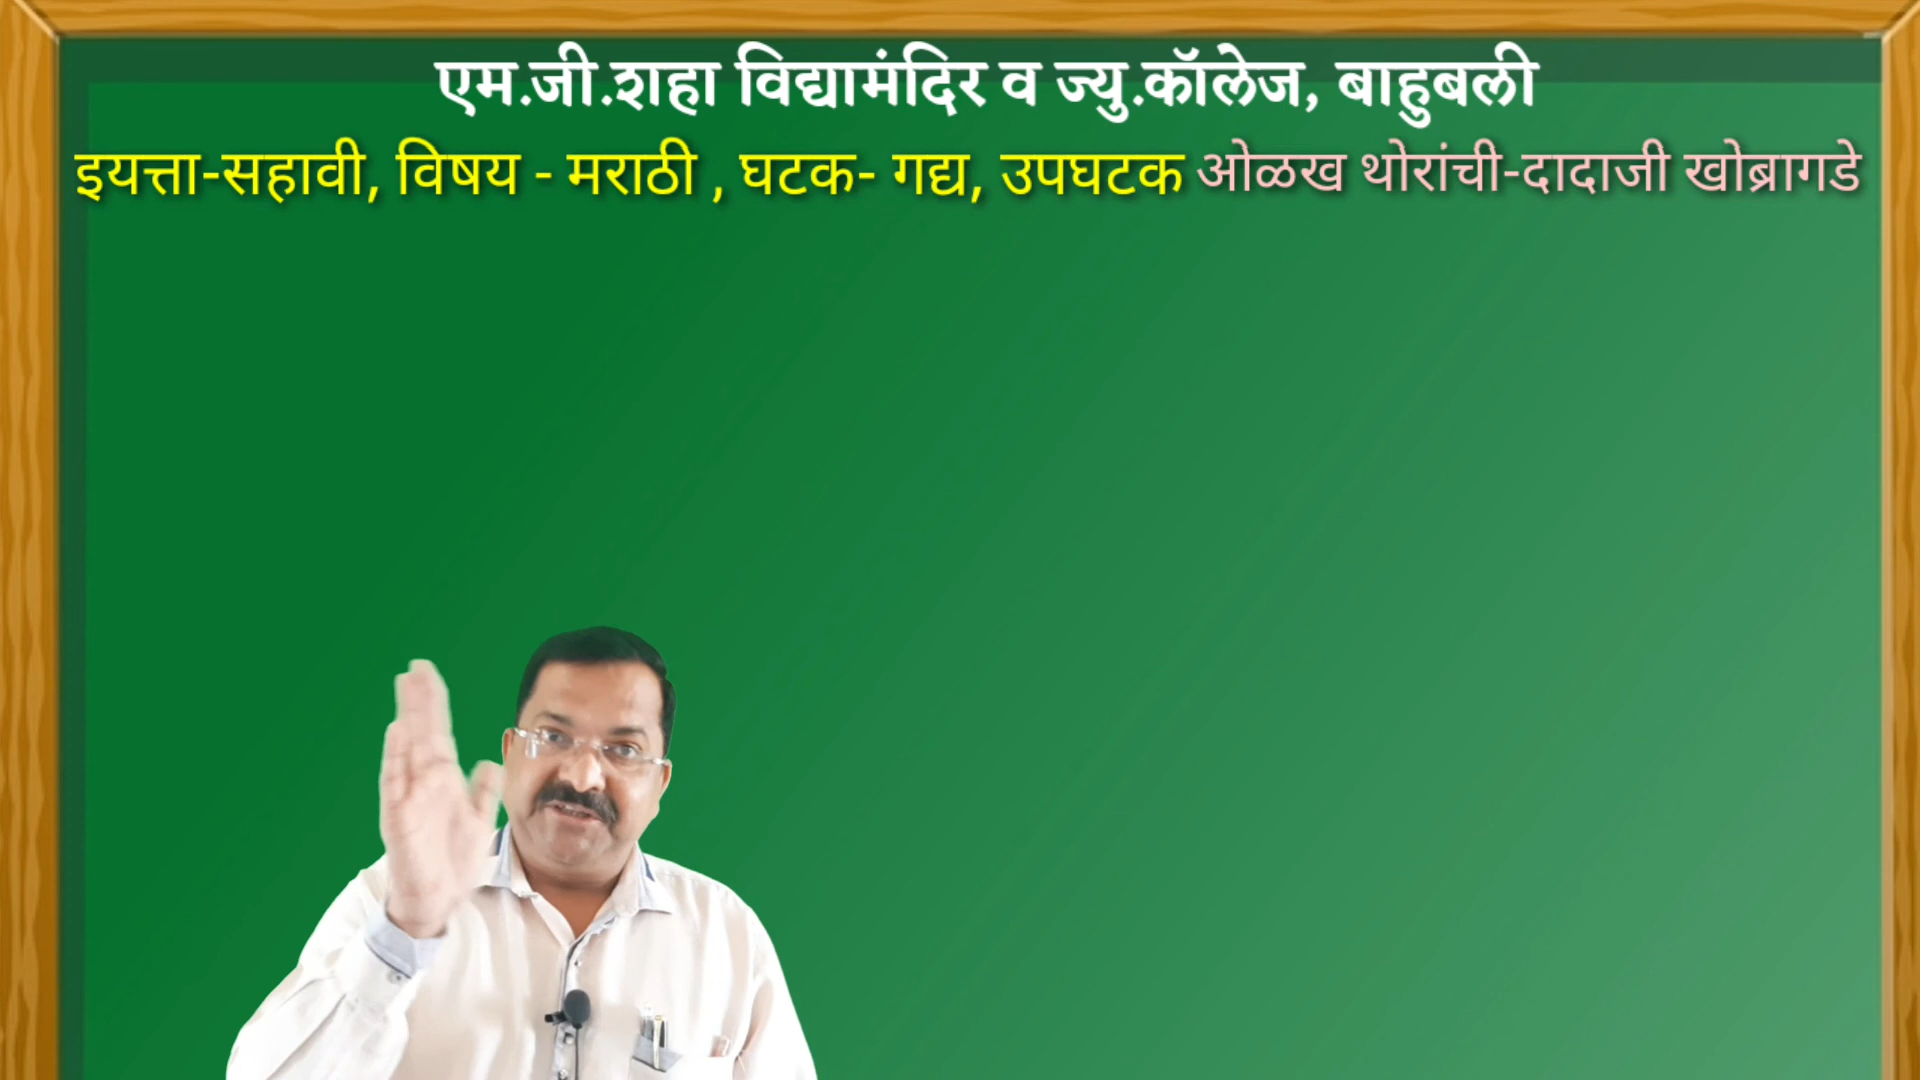 एम.जी.शहा विद्यामंदिर व ज्यु.कॉलेज, बाहुबली
इयत्ता-सहावी, विषय - मराठी , घटक- गद्य, उपघटक ओळख थोरांची-दादाजी खोब्रागडे